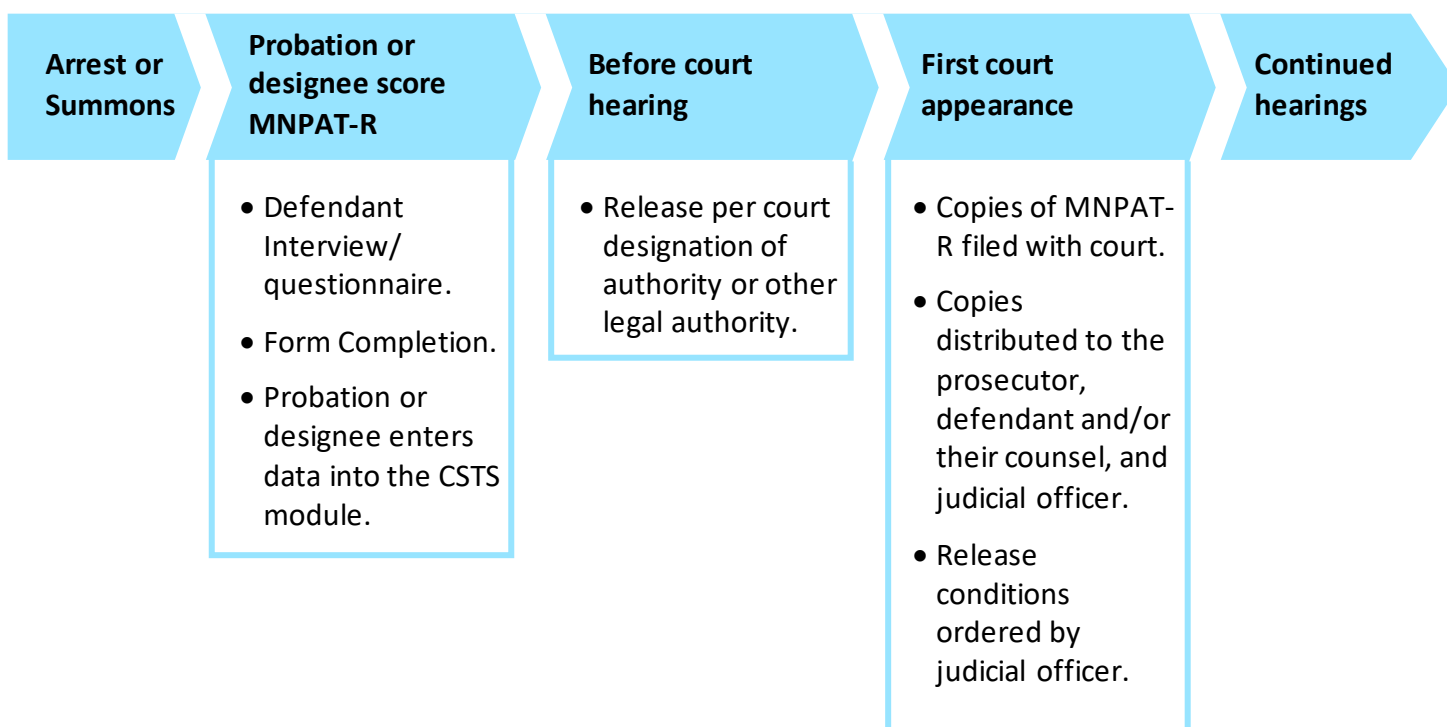 Arrest or
Summons
Probation or
designee score
MNPAT-R
Before court
hearing
First court
appearance
Continued
hearings
• Defendant
Interview/
questionnaire.
• Form Completion.
• Probation or
designee enters
data into the CSTS
module.
• Release per court
designation of
authority or other
legal authority.
• Copies of MNPAT-
R filed with court.
• Copies
distributed to the
prosecutor,
defendant and/or
their counsel, and
judicial officer.
• Release
conditions
ordered by
judicial officer.